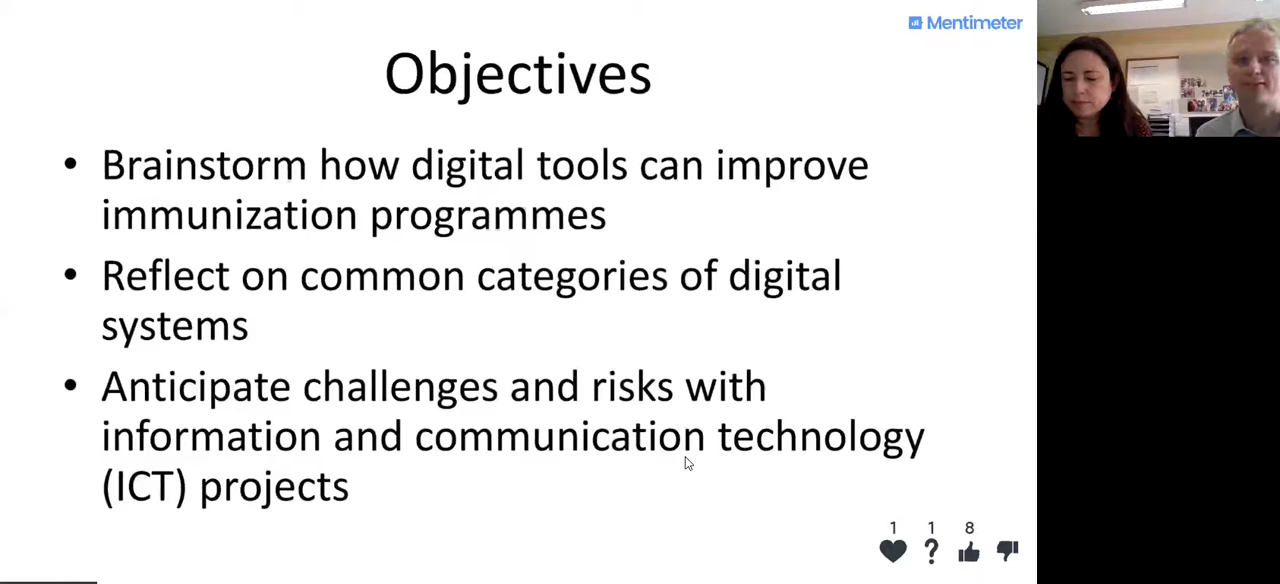 Mentimeter
Objectives
• Brainstorm how digital tools can improve
immunization programmes
• Reflect on common categories of digital
systems
• Anticipate challenges and risks with
information and communication technology
(ICT) projects
1 1 8
?